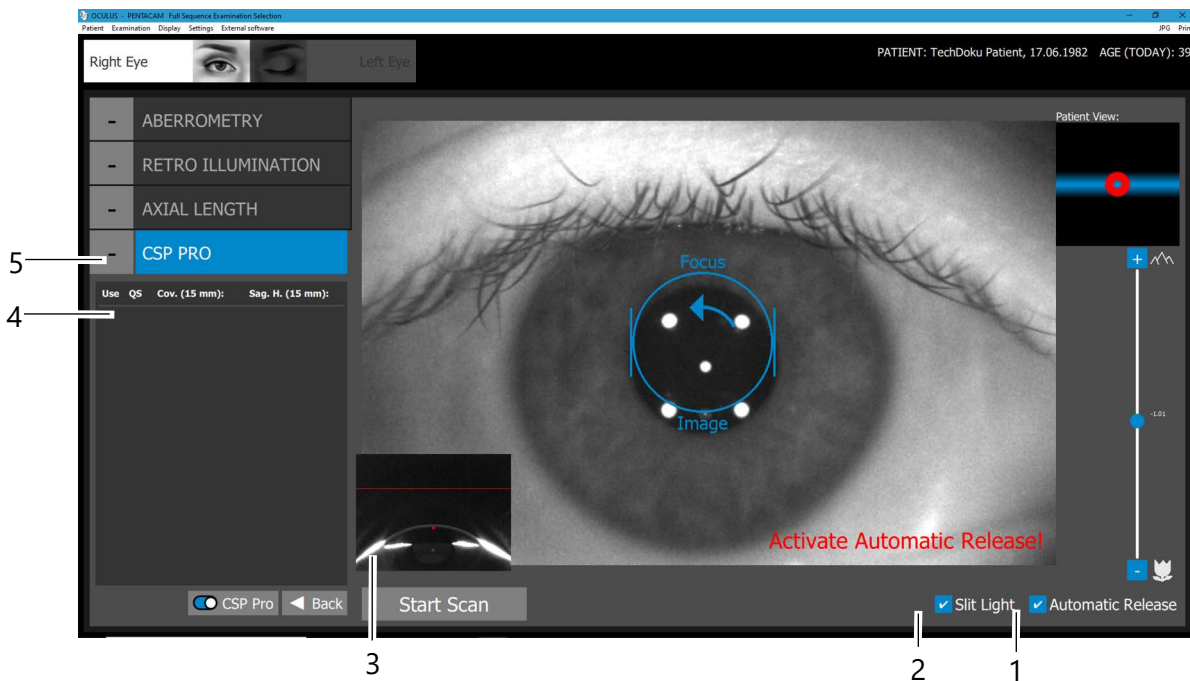 OCULUS - PENTACAM Full Sequence Examination Selection
Patient Examination Display Settings External software JPG Prin
Right Eye Left Eye PATIENT: TechDoku Patient, 17.06.1982 AGE (TODAY): 39
- ABERROMETRY
Patient View:
- RETRO ILLUMINATION
- AXIAL LENGTH
- CSP PRO
5
+
Focus
Use QS Cov. (15 mm): Sag. H. (15 mm):
4
-1.01
Image
Activate Automatic Release!
-
CSP Pro Back Start Scan Slit Light Automatic Release
3 2 1